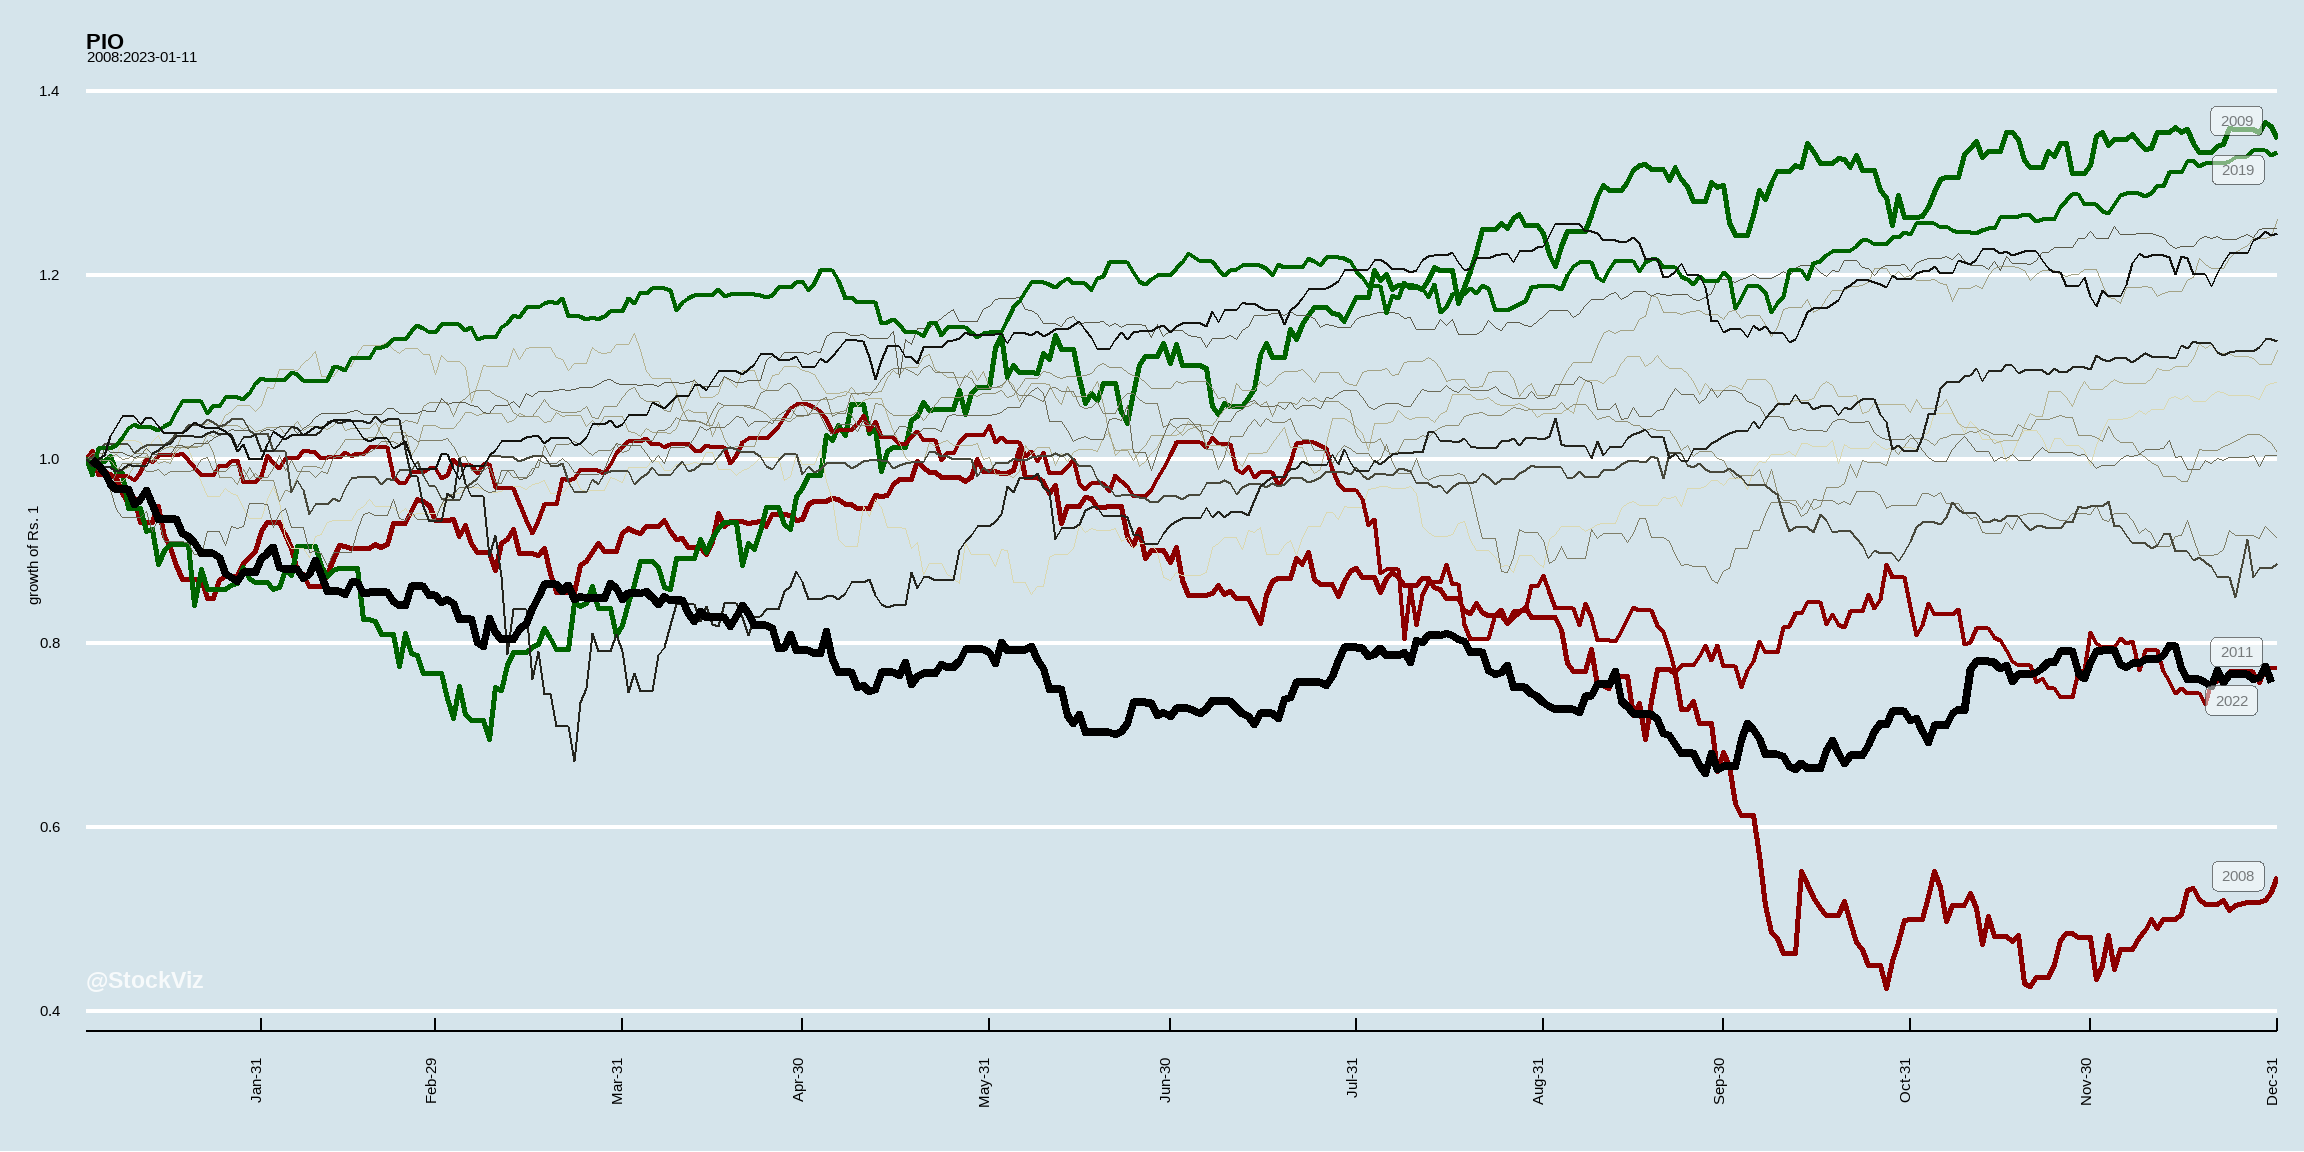 PIO
2008:2023-01-11
1.4
1.2
1.0
0.8
0.6
0.4
growth of Rs. 1
2009
2019
2011
2022
2008
@StockViz
Jan-31
Feb-29
Mar-31
Apr-30
May-31
Jun-30
Jul-31
Aug-31
Sep-30
Oct-31
Nov-30
Dec-31